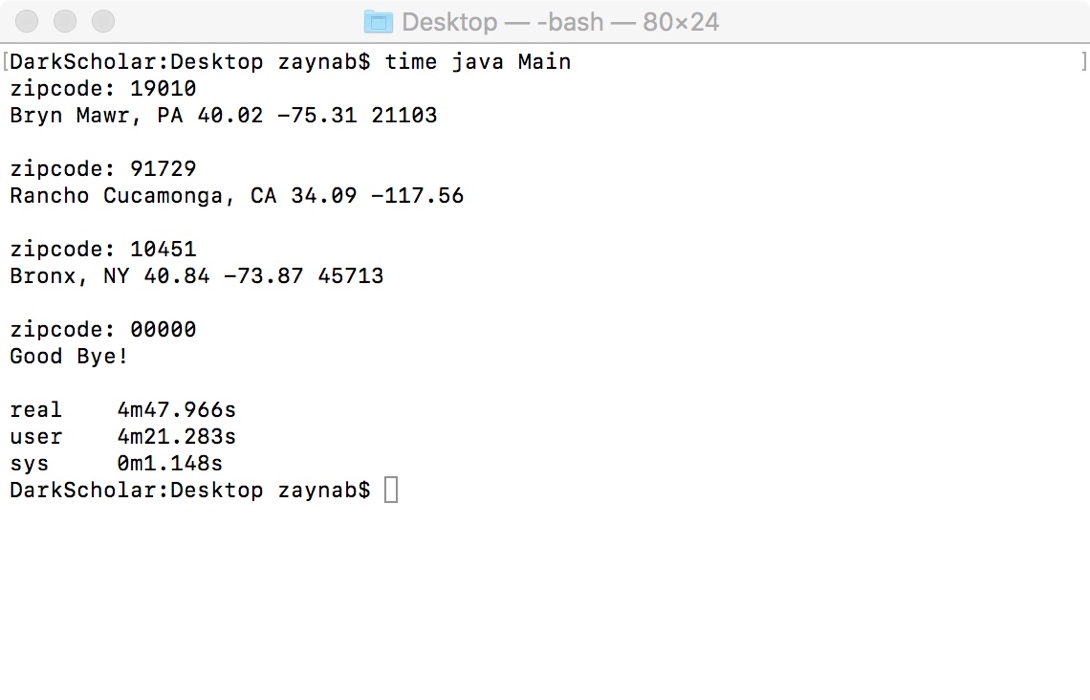 Desktop — -bash — 80×24
[DarkScholar:Desktop zaynab$ time java Main ]
zipcode: 19010
Bryn Mawr, PA 40.02 -75.31 21103
zipcode: 91729
Rancho Cucamonga, CA 34.09 -117.56
zipcode: 10451
Bronx, NY 40.84 -73.87 45713
zipcode: 00000
Good Bye!
real 4m47.966s
user 4m21.283s
sys 0m1.148s
DarkScholar:Desktop zaynab$